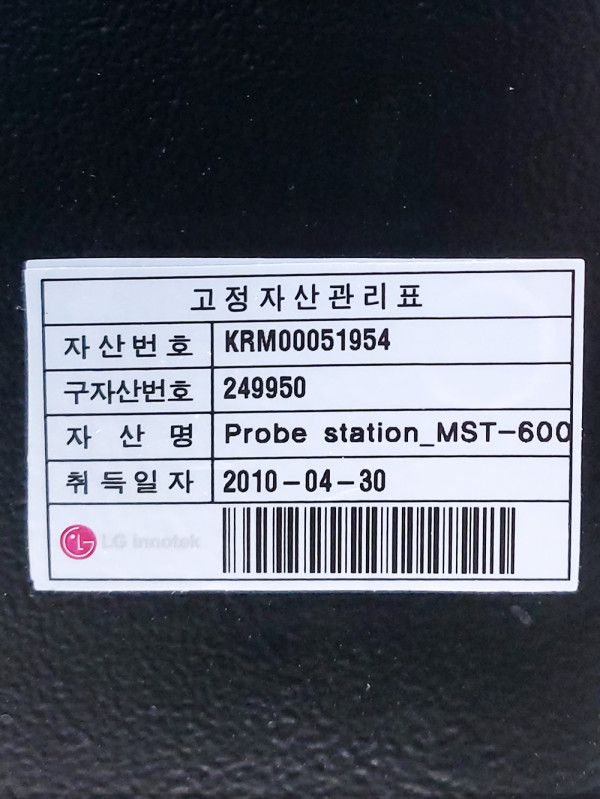 고정자산관리표
자산번호 KRM00051954
구자산번호 249950
자산명 Probe station_MST-600
취득일자 2010-04-30
LG Innotek